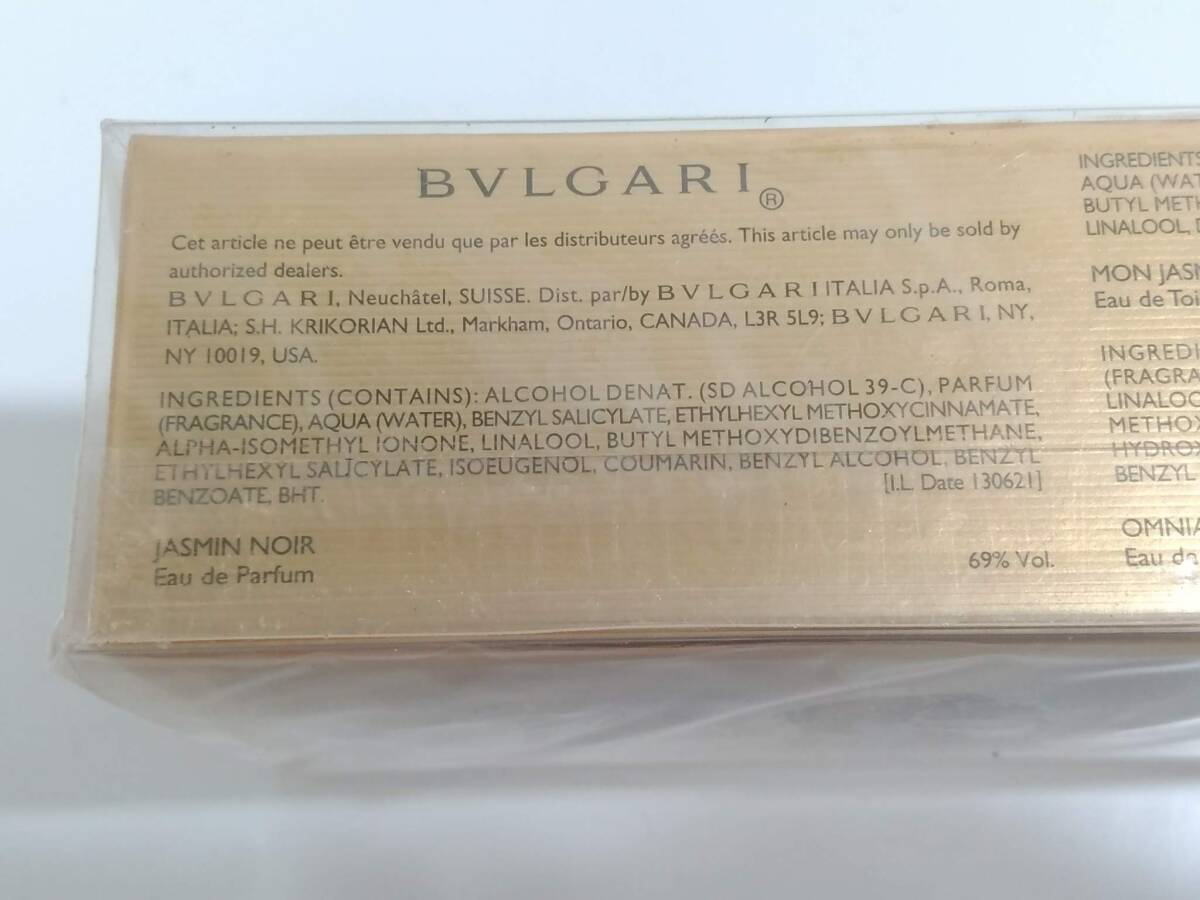 BVLGARI®
Cet article ne peut être vendu que par les distributeurs agréés. This article may only be sold by
authorized dealers.
BVLGARI, Neuchâtel, SUISSE. Dist. par/by BVLGARI ITALIA S.p.A., Roma,
ITALIA; S.H. KRIKORIAN Ltd., Markham, Ontario, CANADA, L3R 5L9; BVLGARI, NY,
NY 10019, USA.
INGREDIENTS (CONTAINS): ALCOHOL DENAT. (SD ALCOHOL 39-C), PARFUM
(FRAGRANCE), AQUA (WATER), BENZYL SALICYLATE, ETHYLHEXYL METHOXYCINNAMATE,
ALPHA-ISOMETHYL IONONE, LINALOOL, BUTYL METHOXYDIBENZOYLMETHANE,
ETHYLHEXYL SALICYLATE, ISOEUGENOL, COUMARIN, BENZYL ALCOHOL, BENZYL
BENZOATE, BHT. [I.L. Date 130621]
JASMIN NOIR
Eau de Parfum 69% Vol.
INGREDIENTS
AQUA (WAT
BUTYL METH
LINALOOL,
MON JASM
Eau de Toi
INGREDI
(FRAGRA
LINALOO
METHO
HYDROX
BENZYL
OMNIA
Eau de